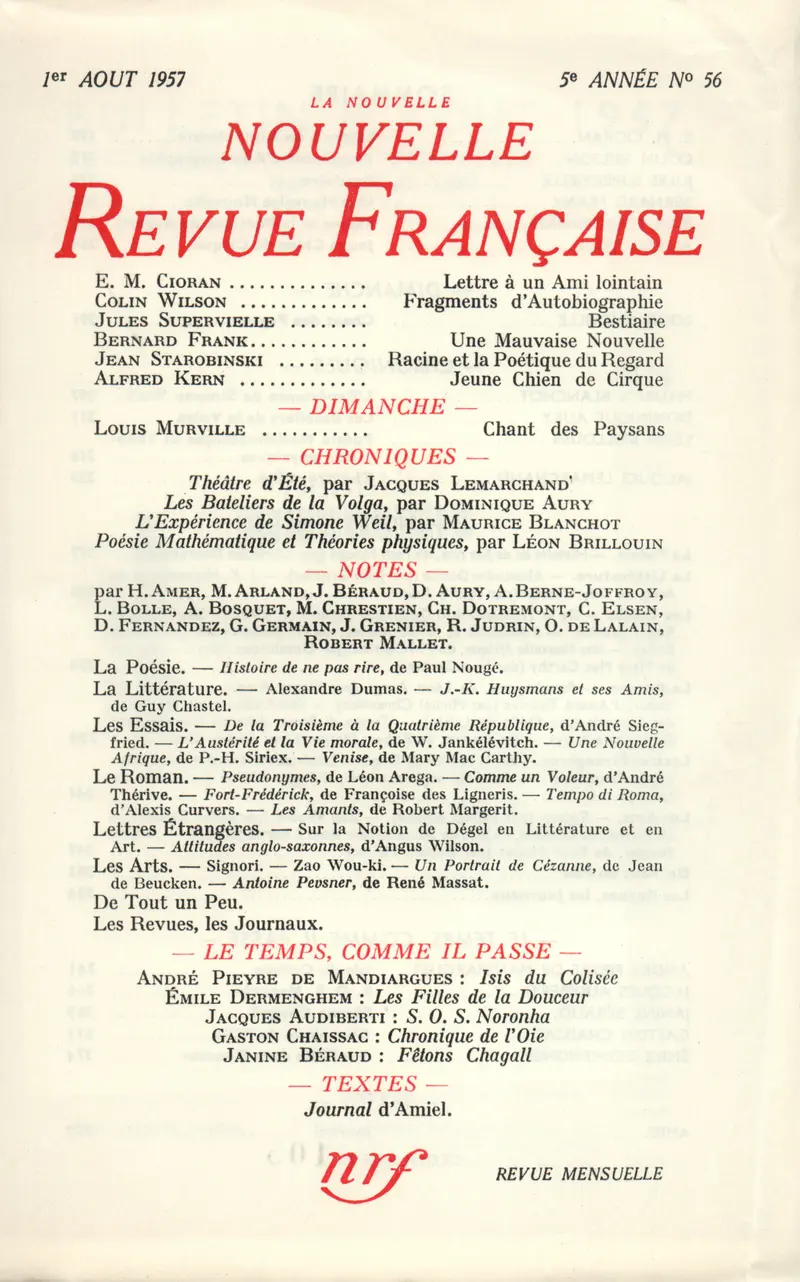 1er AOUT 1957
5e ANNÉE No 56
LA NOUVELLE
NOUVELLE
REVUE FRANÇAISE
E. M. CIORAN .............. Lettre à un Ami lointain
COLIN WILSON ............. Fragments d'Autobiographie
JULES SUPERVIELLE ........ Bestiaire
BERNARD FRANK............ Une Mauvaise Nouvelle
JEAN STAROBINSKI ......... Racine et la Poétique du Regard
ALFRED KERN ............. Jeune Chien de Cirque
— DIMANCHE —
LOUIS MURVILLE ........... Chant des Paysans
— CHRONIQUES —
Théâtre d'Été, par JACQUES LEMARCHAND'
Les Bateliers de la Volga, par DOMINIQUE AURY
L'Expérience de Simone Weil, par MAURICE BLANCHOT
Poésie Mathématique et Théories physiques, par LÉON BRILLOUIN
— NOTES —
par H. AMER, M. ARLAND, J. BÉRAUD, D. AURY, A. BERNE-JOFFROY,
L. BOLLE, A. BOSQUET, M. CHRESTIEN, CH. DOTREMONT, C. ELSEN,
D. FERNANDEZ, G. GERMAIN, J. GRENIER, R. JUDRIN, O. DE LALAIN,
ROBERT MALLET.
La Poésie. — Histoire de ne pas rire, de Paul Nougé.
La Littérature. — Alexandre Dumas. — J.-K. Huysmans et ses Amis,
de Guy Chastel.
Les Essais. — De la Troisième à la Quatrième République, d'André Sieg-
fried. — L'Austérité et la Vie morale, de W. Jankélévitch. — Une Nouvelle
Afrique, de P.-H. Siriex. — Venise, de Mary Mac Carthy.
Le Roman. — Pseudonymes, de Léon Arega. — Comme un Voleur, d'André
Thérive. — Fort-Frédérick, de Françoise des Ligneris. — Tempo di Roma,
d'Alexis Curvers. — Les Amants, de Robert Margerit.
Lettres Étrangères. — Sur la Notion de Dégel en Littérature et en
Art. — Attitudes anglo-saxonnes, d'Angus Wilson.
Les Arts. — Signori. — Zao Wou-ki. — Un Portrait de Cézanne, de Jean
de Beucken. — Antoine Pevsner, de René Massat.
De Tout un Peu.
Les Revues, les Journaux.
— LE TEMPS, COMME IL PASSE —
ANDRÉ PIEYRE DE MANDIARGUES : Isis du Colisée
ÉMILE DERMENGHEM : Les Filles de la Douceur
JACQUES AUDIBERTI : S. O. S. Noronha
GASTON CHAISSAC : Chronique de l'Oie
JANINE BÉRAUD : Fêtons Chagall
— TEXTES —
Journal d'Amiel.
nrf
REVUE MENSUELLE